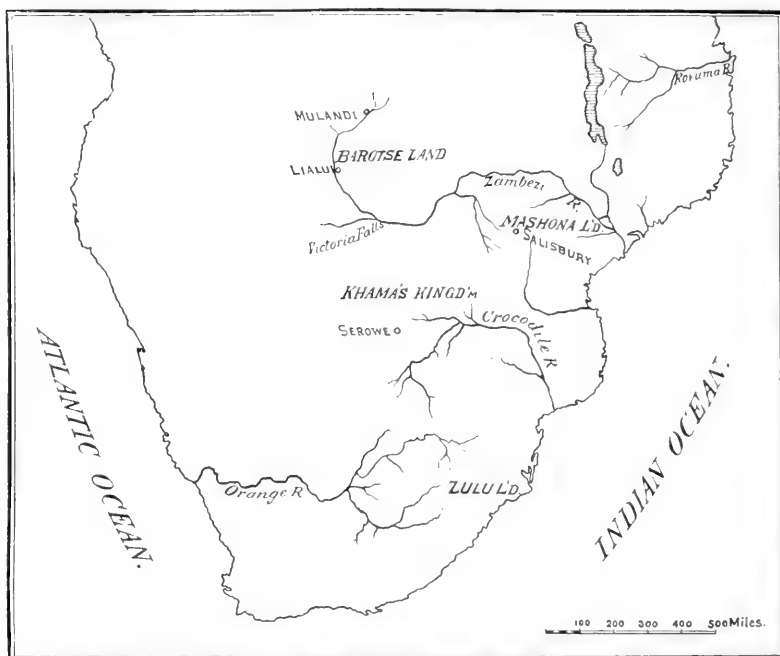 Rovuma R.
MULANDI
BAROTSE LAND
LIALUI
Zambezi
R.
MASHONA L'D.
SALISBURY
Victoria Falls
KHAMA'S KINGD'M
Crocodile R
SEROWE
ATLANTIC OCEAN.
INDIAN OCEAN.
Orange R
ZULU L'D
100 200 300 400 500 Miles.